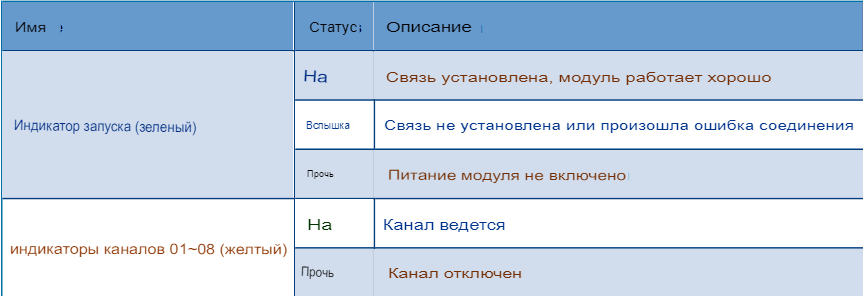 Имя
Статус
Описание
Индикатор запуска (зеленый)
На
Связь установлена, модуль работает хорошо
Вспышка
Связь не установлена или произошла ошибка соединения
Прочь
Питание модуля не включено
индикаторы каналов 01~08 (желтый)
На
Канал ведется
Прочь
Канал отключен